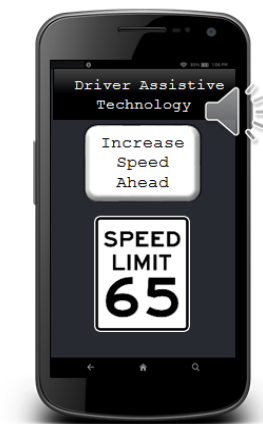 Driver Assistive
Technology
Increase
Speed
Ahead
SPEED
LIMIT
65